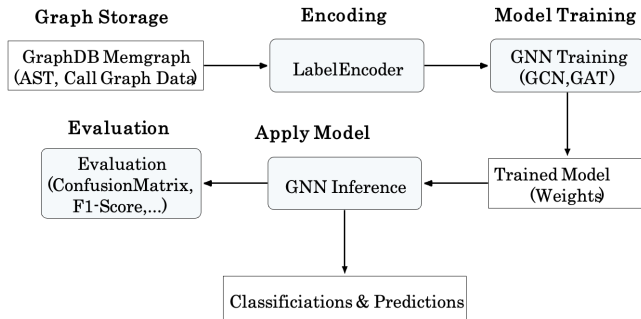 Graph Storage
Encoding
Model Training
GraphDB Memgraph
(AST, Call Graph Data)
LabelEncoder
GNN Training
(GCN,GAT)
Evaluation
Apply Model
Evaluation
(ConfusionMatrix,
F1-Score,...)
GNN Inference
Trained Model
(Weights)
Classificiations & Predictions